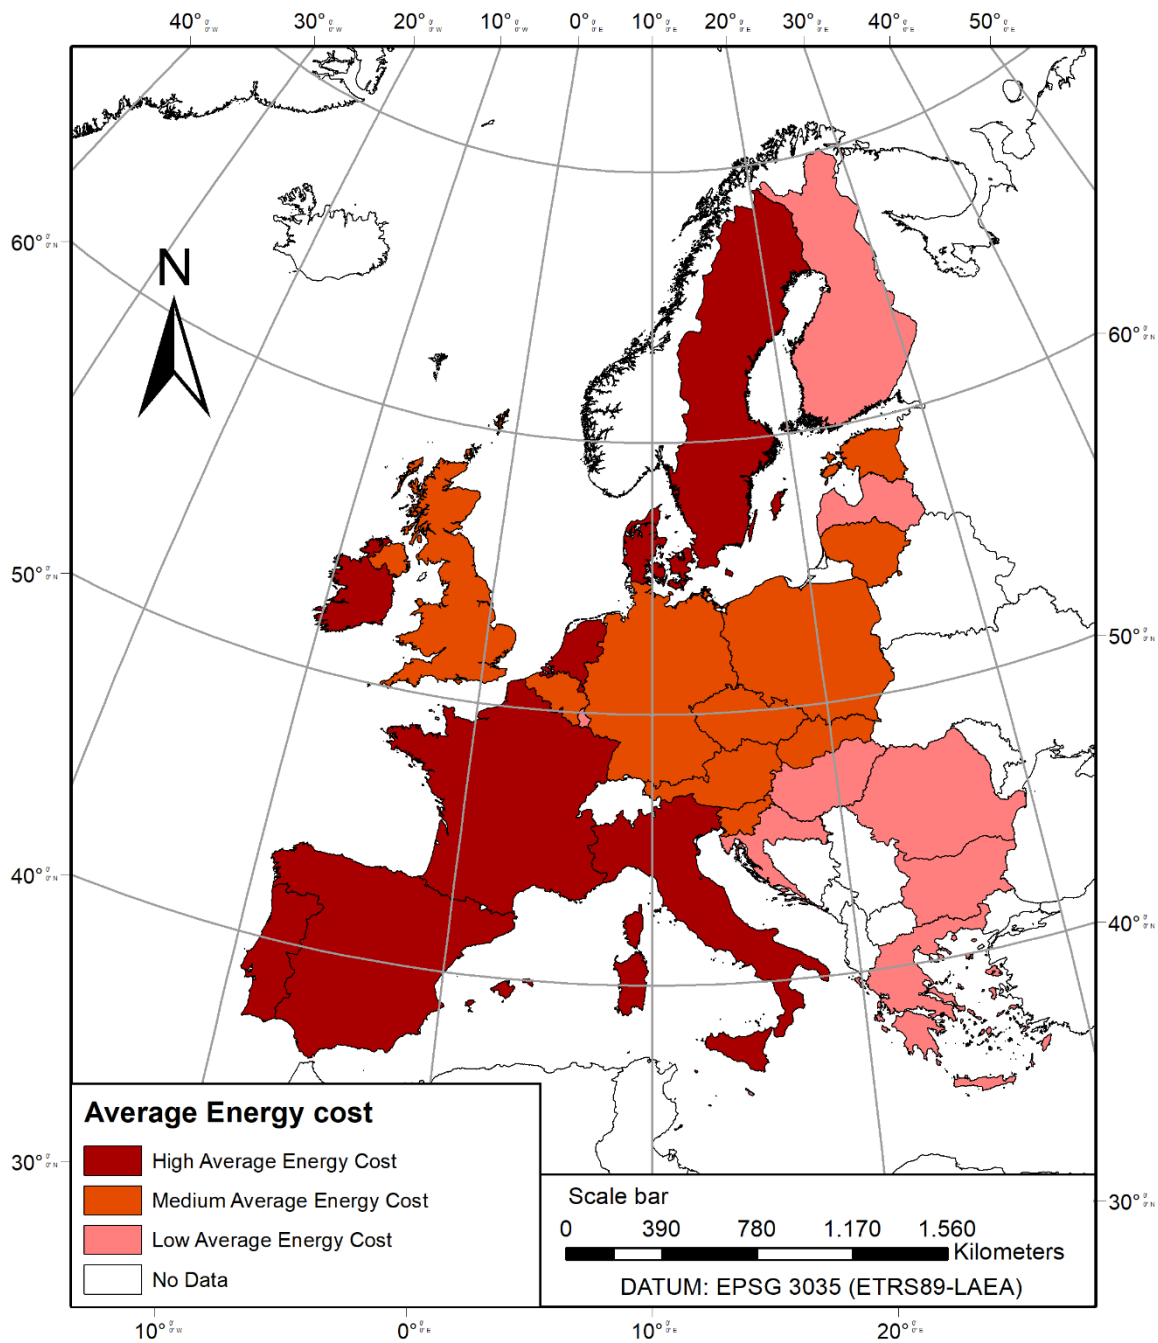 40° 30° 20° 10° 0° 10° 20° 30° 40° 50°
60°
N
60°
50°
50°
40°
40°
Average Energy cost
High Average Energy Cost
Medium Average Energy Cost
Low Average Energy Cost
No Data
30°
30°
Scale bar
0 390 780 1.170 1.560
Kilometers
DATUM: EPSG 3035 (ETRS89-LAEA)
10° 0° 10° 20°